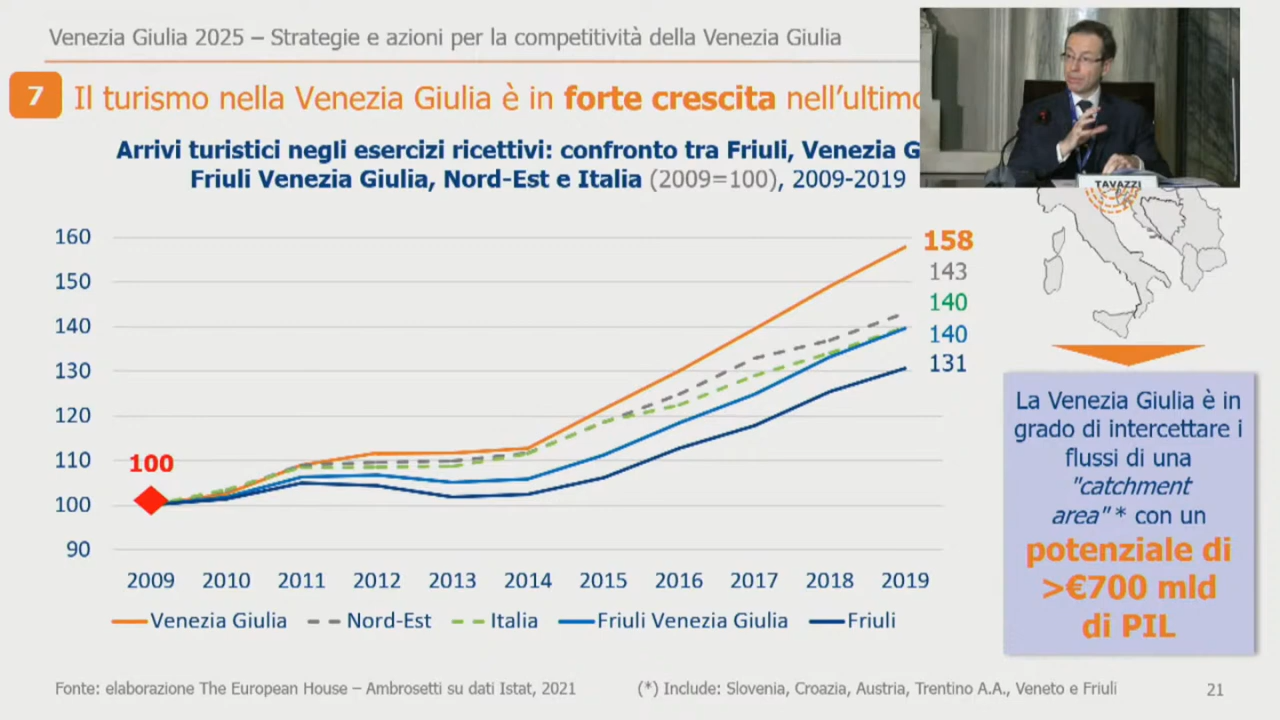 Venezia Giulia 2025 – Strategie e azioni per la competitività della Venezia Giulia
7
Il turismo nella Venezia Giulia è in forte crescita nell'ultimo
Arrivi turistici negli esercizi ricettivi: confronto tra Friuli, Venezia G
Friuli Venezia Giulia, Nord-Est e Italia (2009=100), 2009-2019
TAVAZZI
160
150
140
130
120
110
100
90
100
158
143
140
140
131
2009 2010 2011 2012 2013 2014 2015 2016 2017 2018 2019
Venezia Giulia Nord-Est Italia Friuli Venezia Giulia Friuli
La Venezia Giulia è in
grado di intercettare i
flussi di una
"catchment
area"* con un
potenziale di
>€700 mld
di PIL
Fonte: elaborazione The European House – Ambrosetti su dati Istat, 2021
(*) Include: Slovenia, Croazia, Austria, Trentino A.A., Veneto e Friuli
21